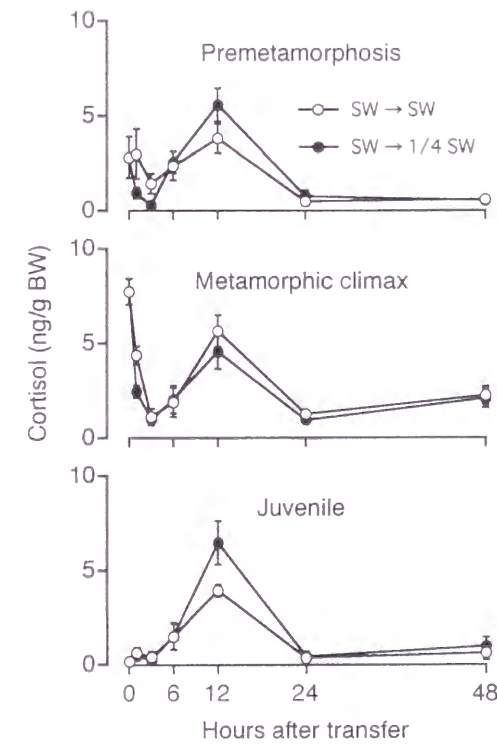 10
Premetamorphosis
SW → SW
5
SW → 1/4 SW
0
10
Metamorphic climax
5
0
Cortisol (ng/g BW)
10
Juvenile
5
0
0 6 12 24 48
Hours after transfer